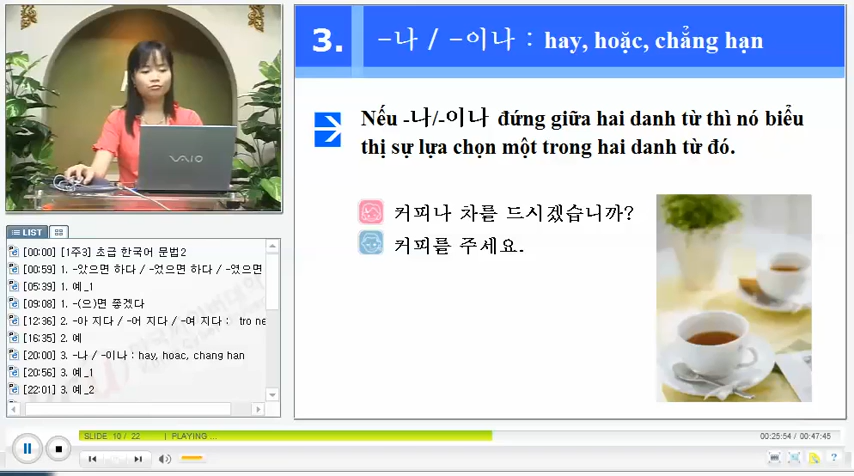 3. -나 / -이나 : hay, hoặc, chẳng hạn
Nếu -나/-이나 đứng giữa hai danh từ thì nó biểu
thị sự lựa chọn một trong hai danh từ đó.
커피나 차를 드시겠습니까?
커피를 주세요.
VAIO
LIST
[00:00] [1주3] 초급 한국어 문법2
[00:59] 1. -았으면 하다 / -었으면 하다 / -였으면
[05:39] 1. 예_1
[09:08] 1. -(으)면 좋겠다
[12:36] 2. -아 지다 / -어 지다 / -여 지다 : tro ne
[16:35] 2. 예
[20:00] 3. -나 / -이나 : hay, hoac, chang han
[20:56] 3. 예_1
[22:01] 3. 예_2
SLIDE 10 / 22 | PLAYING ...
00:25:54 / 00:47:45